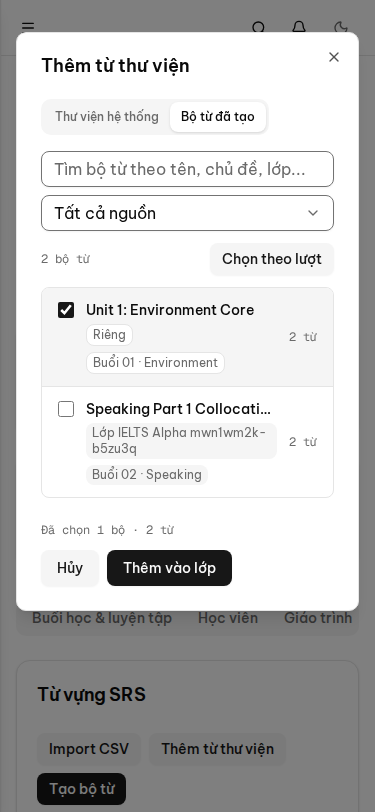 Thêm từ thư viện
Thư viện hệ thống
Bộ từ đã tạo
Tìm bộ từ theo tên, chủ đề, lớp...
Tất cả nguồn
2 bộ từ
Chọn theo lượt
Unit 1: Environment Core
Riêng
2 từ
Buổi 01 · Environment
Speaking Part 1 Collocati...
Lớp IELTS Alpha mwn1wm2k-
b5zu3q
2 từ
Buổi 02 · Speaking
Đã chọn 1 bộ · 2 từ
Hủy
Thêm vào lớp
Buổi học & luyện tập
Học viên
Giáo trình
Từ vựng SRS
Import CSV
Thêm từ thư viện
Tạo bộ từ